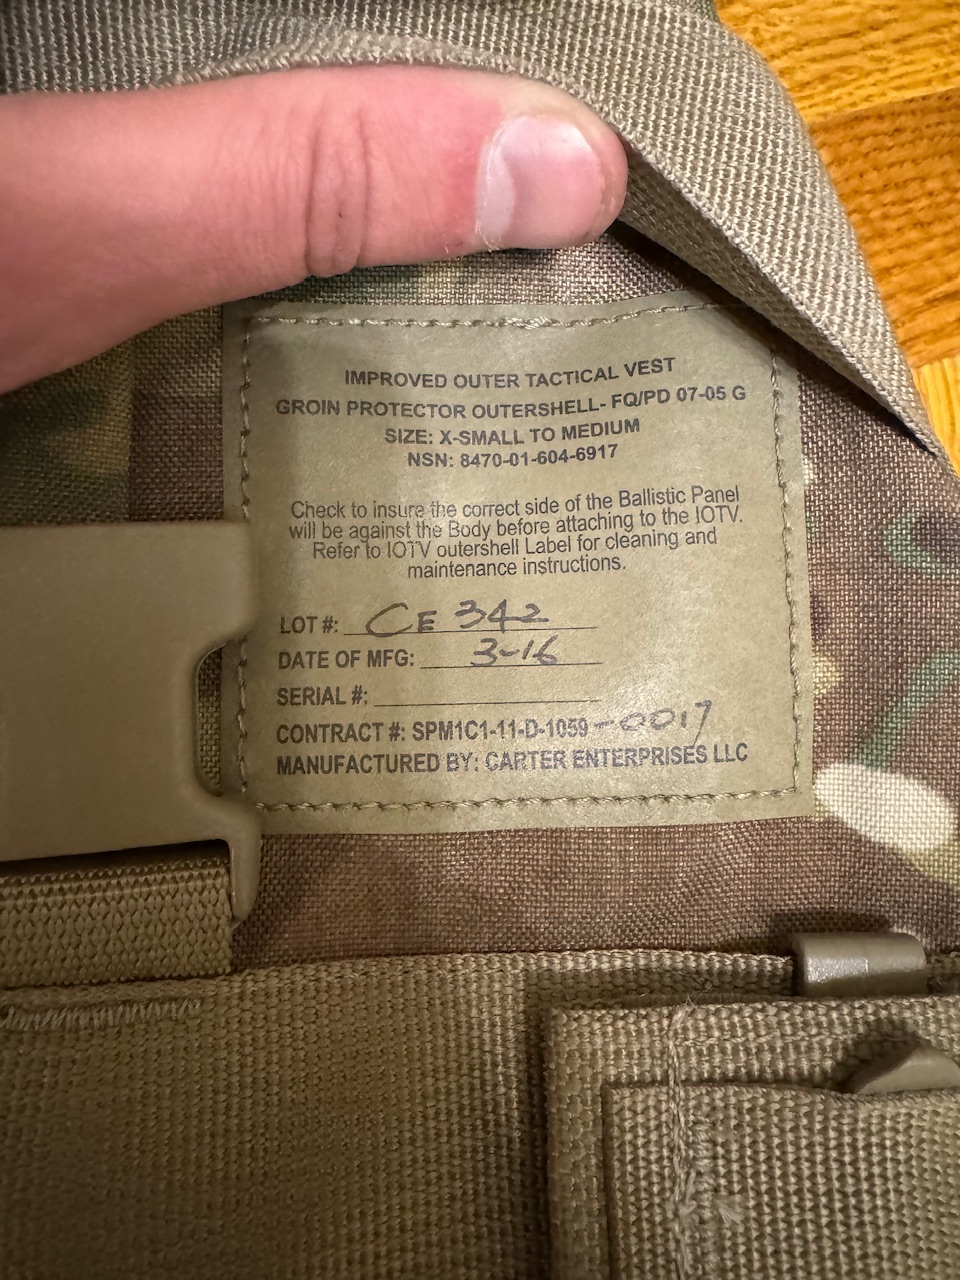 IMPROVED OUTER TACTICAL VEST
GROIN PROTECTOR OUTERSHELL- FQ/PD 07-05 G
SIZE: X-SMALL TO MEDIUM
NSN: 8470-01-604-6917
Check to insure the correct side of the Ballistic Panel
will be against the Body before attaching to the IOTV.
Refer to IOTV outershell Label for cleaning and
maintenance instructions.
LOT #: CE 342
DATE OF MFG: 3-16
SERIAL #:
CONTRACT #: SPM1C1-11-D-1059-0017
MANUFACTURED BY: CARTER ENTERPRISES LLC